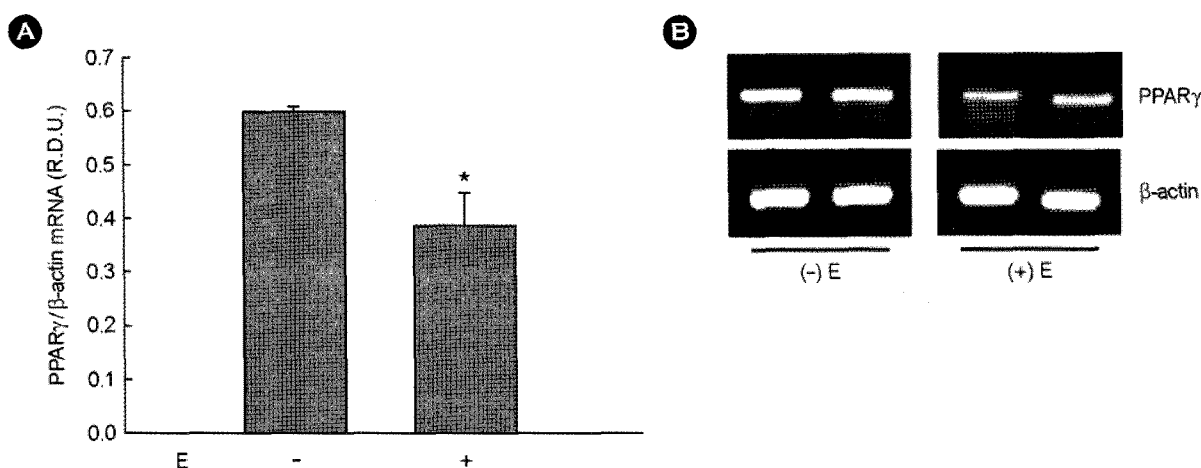 A
PPARγ/β-actin mRNA (R.D.U.)
0.7
0.6
0.5
0.4
0.3
0.2
0.1
0.0
*
E - +
B
PPARγ
β-actin
(-) E (+) E